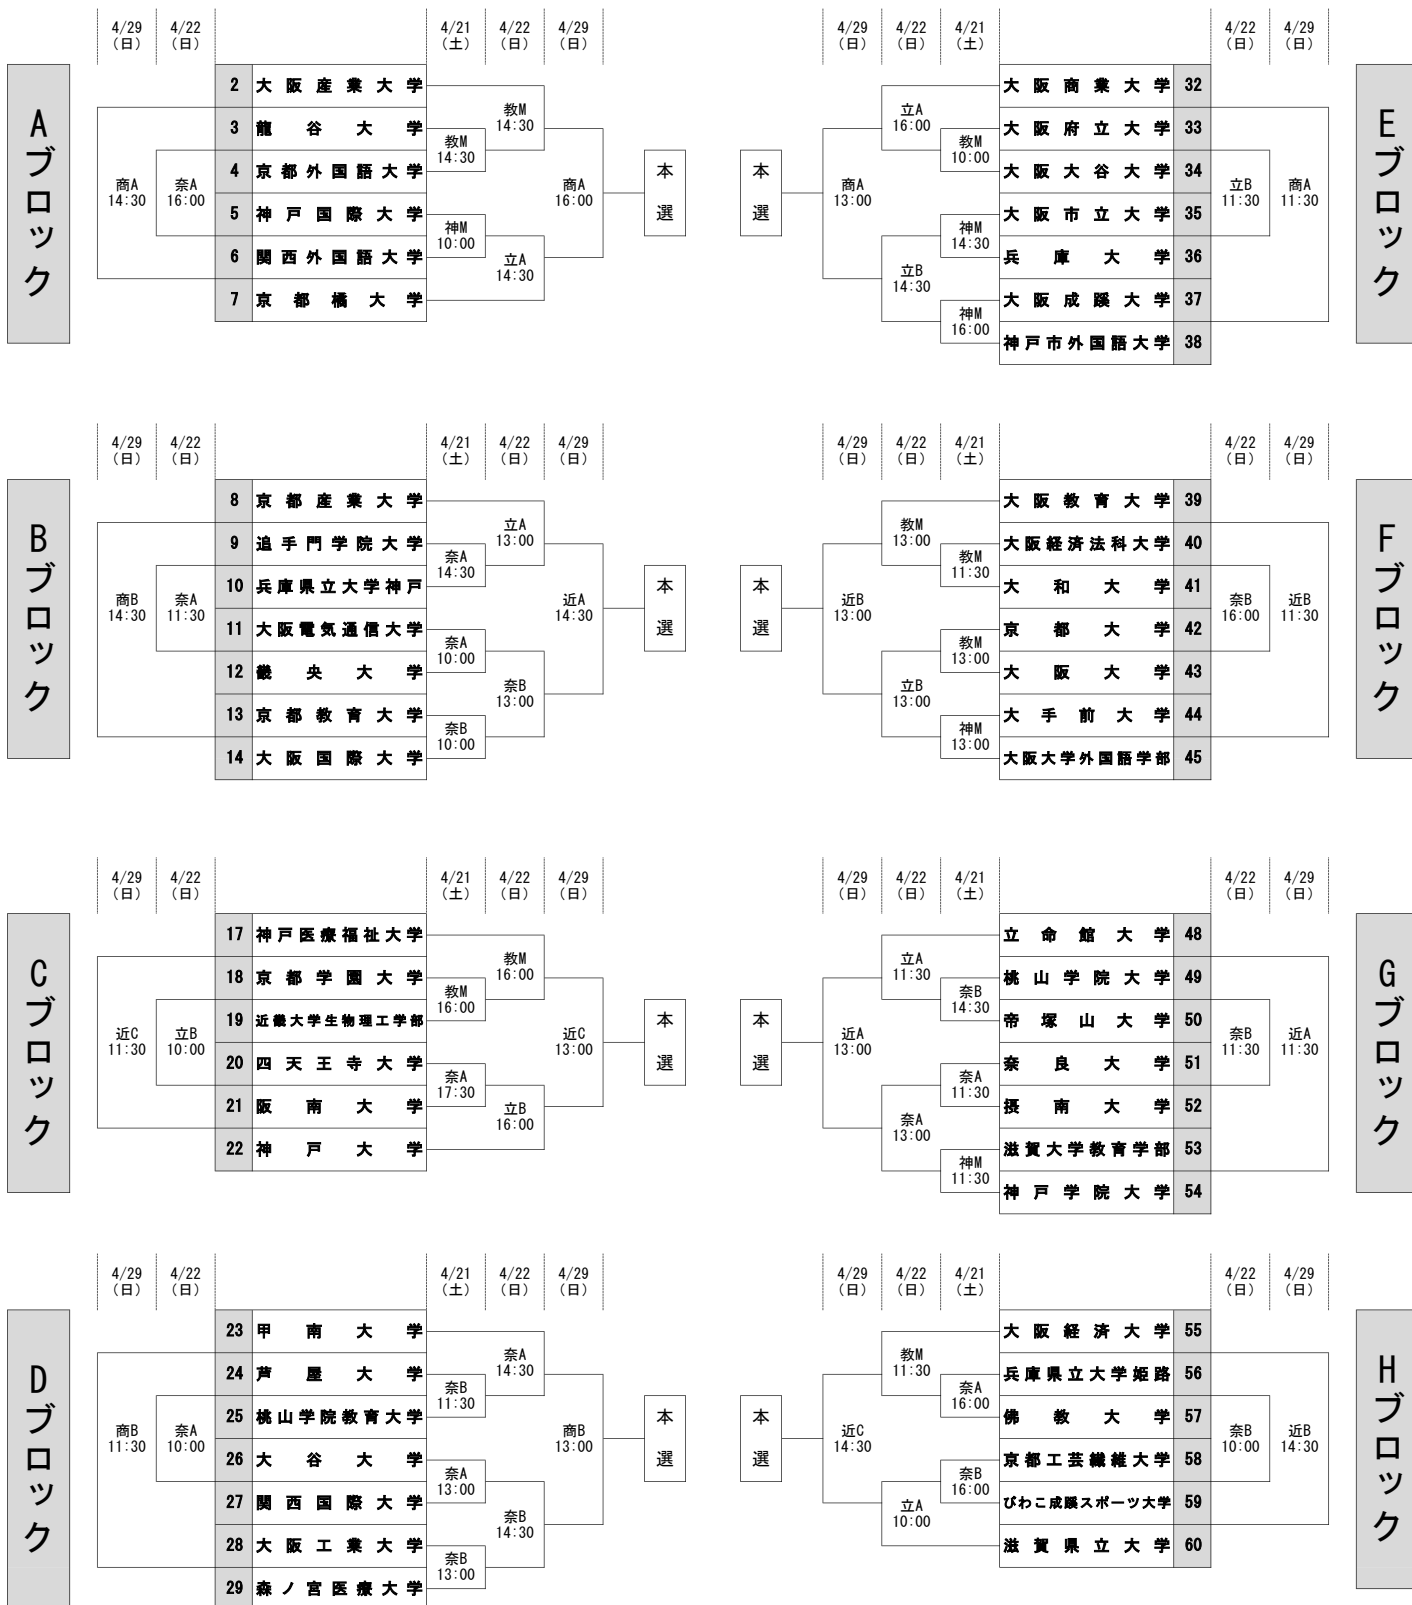 4/29 4/22 4/21 4/22 4/29
(日) (日) (土) (日) (日)
Aブロック
2 大阪産業大学
3 龍谷大学
4 京都外国語大学
5 神戸国際大学
6 関西外国語大学
7 京都橘大学
商A
14:30
奈A
16:00
教M
14:30
神M
10:00
教M
14:30
立A
14:30
商A
16:00
本選
4/29 4/22 4/21 4/22 4/29
(日) (日) (土) (日) (日)
Eブロック
大阪商業大学 32
大阪府立大学 33
大阪大谷大学 34
大阪市立大学 35
兵庫大学 36
大阪成蹊大学 37
神戸市外国語大学 38
本選
商A
13:00
立A
16:00
立B
14:30
教M
10:00
神M
14:30
神M
16:00
立B
11:30
商A
11:30
4/29 4/22 4/21 4/22 4/29
(日) (日) (土) (日) (日)
Bブロック
8 京都産業大学
9 追手門学院大学
10 兵庫県立大学神戸
11 大阪電気通信大学
12 畿央大学
13 京都教育大学
14 大阪国際大学
商B
14:30
奈A
11:30
奈A
14:30
奈A
10:00
奈B
10:00
立A
13:00
奈B
13:00
近A
14:30
本選
4/29 4/22 4/21 4/22 4/29
(日) (日) (土) (日) (日)
Fブロック
大阪教育大学 39
大阪経済法科大学 40
大和大学 41
京都大学 42
大阪大学 43
大手前大学 44
大阪大学外国語学部 45
本選
近B
13:00
教M
13:00
立B
13:00
教M
11:30
教M
13:00
神M
13:00
奈B
16:00
近B
11:30
4/29 4/22 4/21 4/22 4/29
(日) (日) (土) (日) (日)
Cブロック
17 神戸医療福祉大学
18 京都学園大学
19 近畿大学生物理工学部
20 四天王寺大学
21 阪南大学
22 神戸大学
近C
11:30
立B
10:00
教M
16:00
奈A
17:30
教M
16:00
立B
16:00
近C
13:00
本選
4/29 4/22 4/21 4/22 4/29
(日) (日) (土) (日) (日)
Gブロック
立命館大学 48
桃山学院大学 49
帝塚山大学 50
奈良大学 51
摂南大学 52
滋賀大学教育学部 53
神戸学院大学 54
本選
近A
13:00
立A
11:30
奈A
13:00
奈B
14:30
奈A
11:30
神M
11:30
奈B
11:30
近A
11:30
4/29 4/22 4/21 4/22 4/29
(日) (日) (土) (日) (日)
Dブロック
23 甲南大学
24 芦屋大学
25 桃山学院教育大学
26 大谷大学
27 関西国際大学
28 大阪工業大学
29 森ノ宮医療大学
商B
11:30
奈A
10:00
奈B
11:30
奈A
13:00
奈B
13:00
奈A
14:30
奈B
14:30
商B
13:00
本選
4/29 4/22 4/21 4/22 4/29
(日) (日) (土) (日) (日)
Hブロック
大阪経済大学 55
兵庫県立大学姫路 56
佛教大学 57
京都工芸繊維大学 58
びわこ成蹊スポーツ大学 59
滋賀県立大学 60
本選
近C
14:30
教M
11:30
立A
10:00
奈A
16:00
奈B
16:00
奈B
10:00
近B
14:30